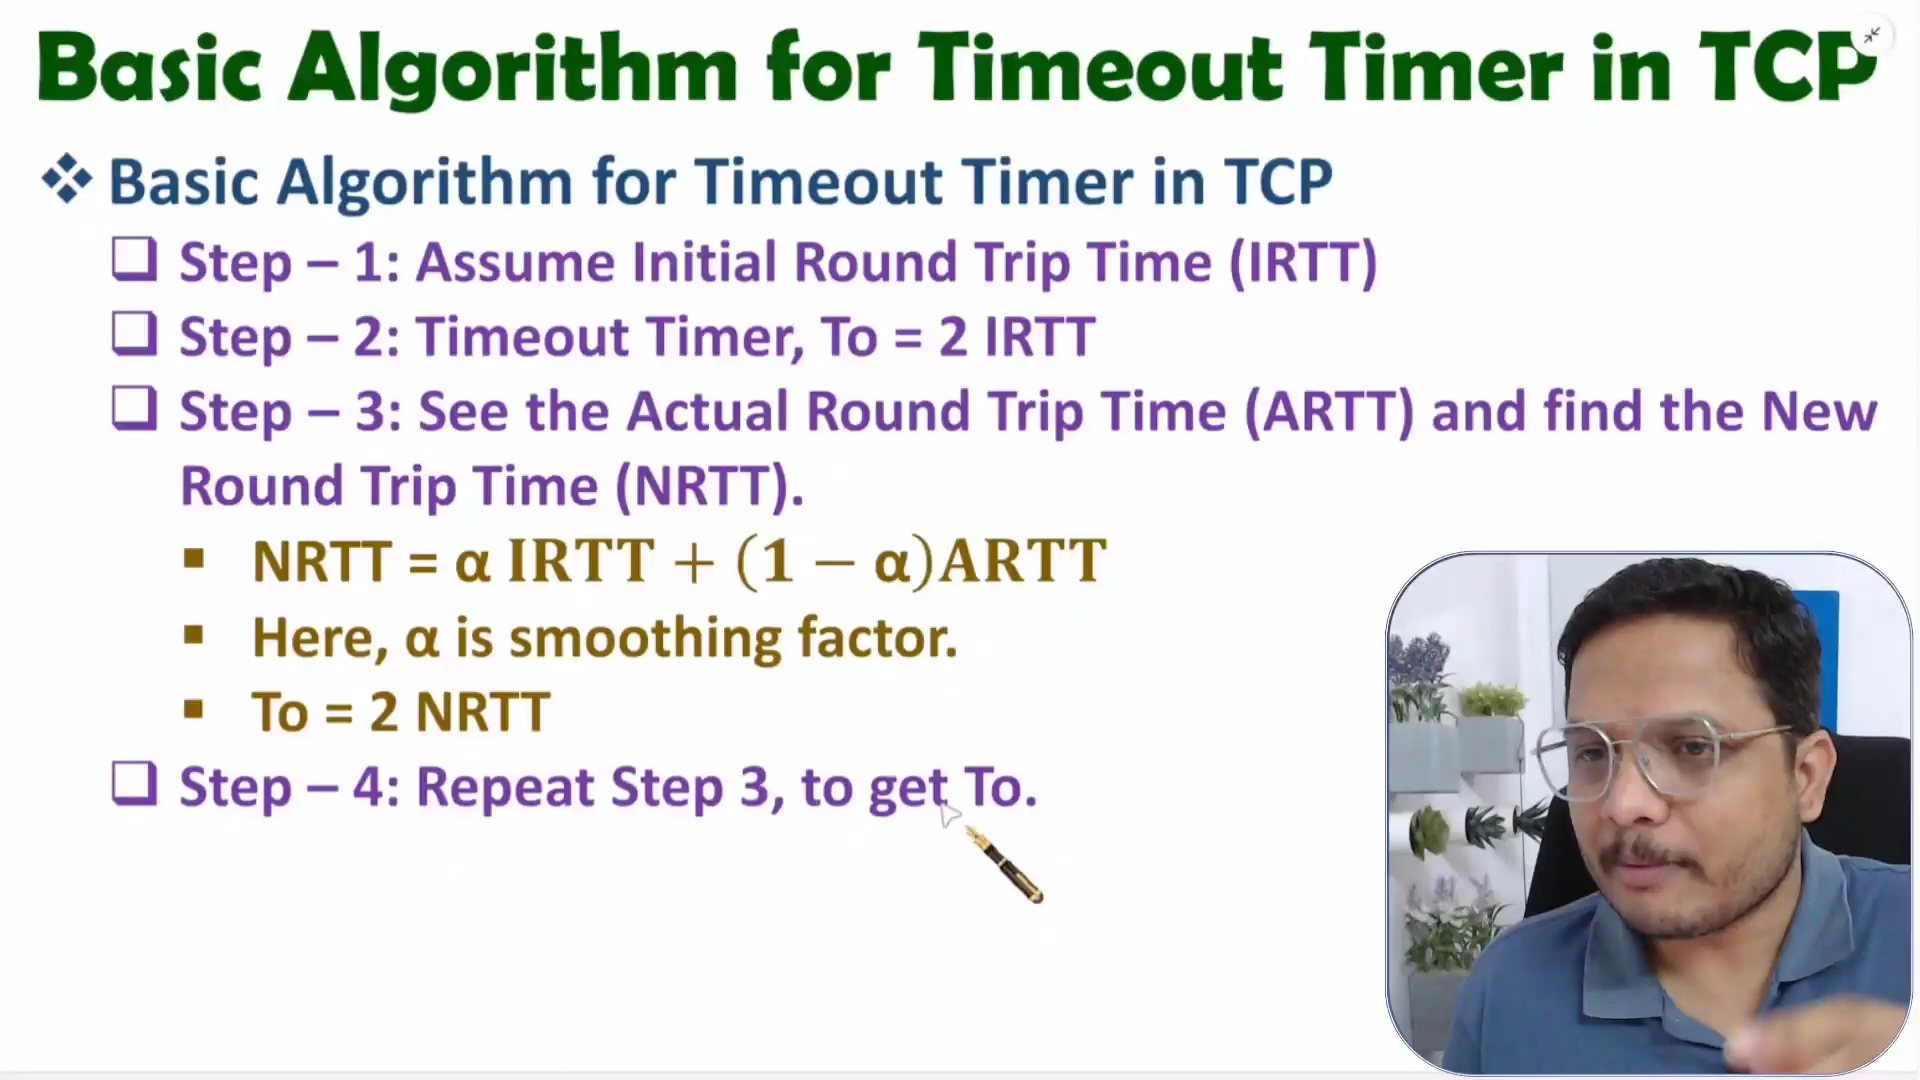 Basic Algorithm for Timeout Timer in TCP
Basic Algorithm for Timeout Timer in TCP
Step – 1: Assume Initial Round Trip Time (IRTT)
Step – 2: Timeout Timer, To = 2 IRTT
Step – 3: See the Actual Round Trip Time (ARTT) and find the New
Round Trip Time (NRTT).
NRTT = α IRTT + (1 − α)ARTT
Here, α is smoothing factor.
To = 2 NRTT
Step – 4: Repeat Step 3, to get To.